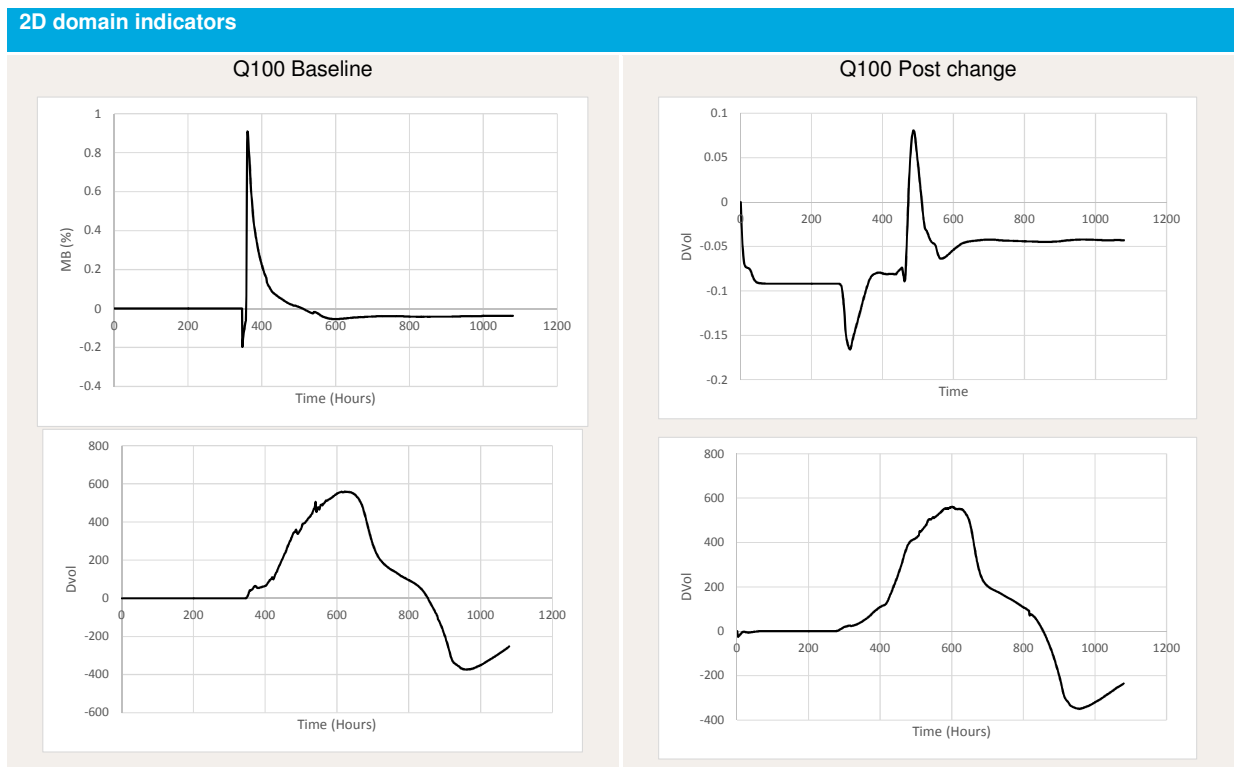 2D domain indicators
Q100 Baseline
Q100 Post change
1
0.8
0.6
0.4
0.2
0
-0.2
-0.4
0 200 400 600 800 1000 1200
MB (%)
Time (Hours)
0.1
0.05
0
-0.05
-0.1
-0.15
-0.2
0 200 400 600 800 1000 1200
DVol
Time
800
600
400
200
0
-200
-400
-600
0 200 400 600 800 1000 1200
Dvol
Time (Hours)
800
600
400
200
0
-200
-400
0 200 400 600 800 1000 1200
DVol
Time (Hours)